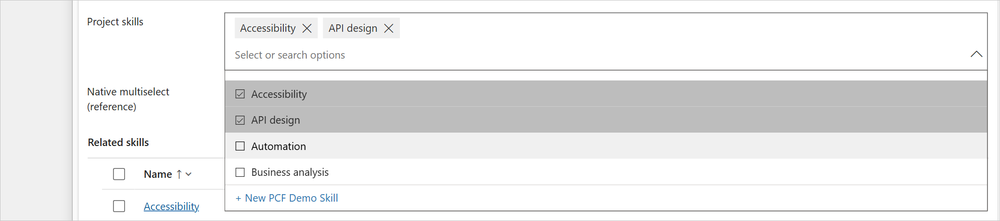 Project skills
Accessibility
API design
Select or search options
Native multiselect
(reference)
Accessibility
API design
Automation
Business analysis
+ New PCF Demo Skill
Related skills
Name
Accessibility